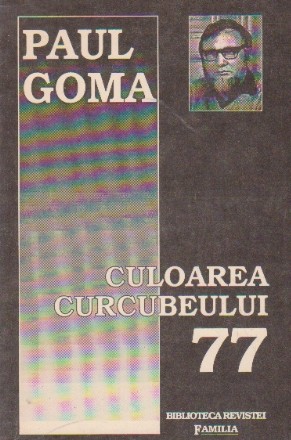 PAUL
GOMA
CULOAREA
CURCUBEULUI
77
BIBLIOTECA REVISTEI
FAMILIA